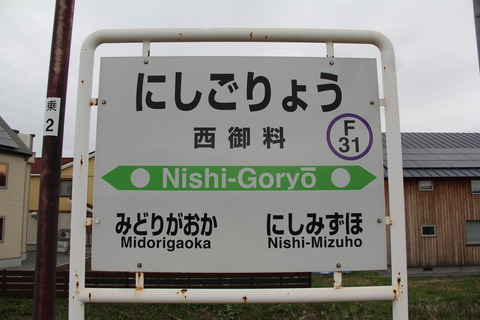 にしごりょう
西御料
F
31
Nishi-Goryō
みどりがおか
Midorigaoka
にしみずほ
Nishi-Mizuho
乗
2